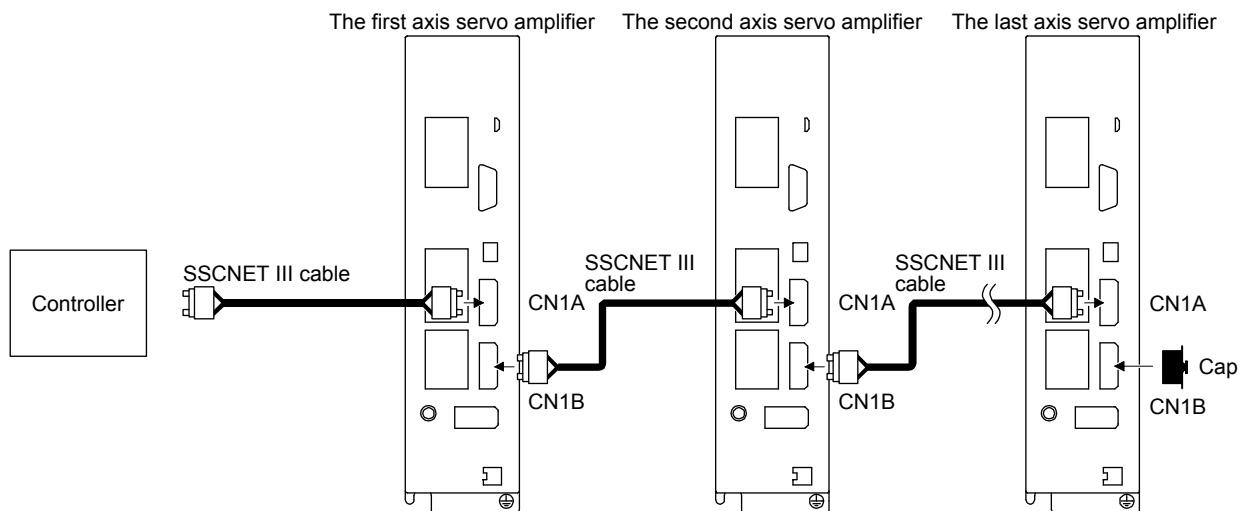 The first axis servo amplifier
The second axis servo amplifier
The last axis servo amplifier
Controller
SSCNET III cable
SSCNET III
cable
SSCNET III
cable
CN1A
CN1A
CN1A
CN1B
CN1B
CN1B
Cap